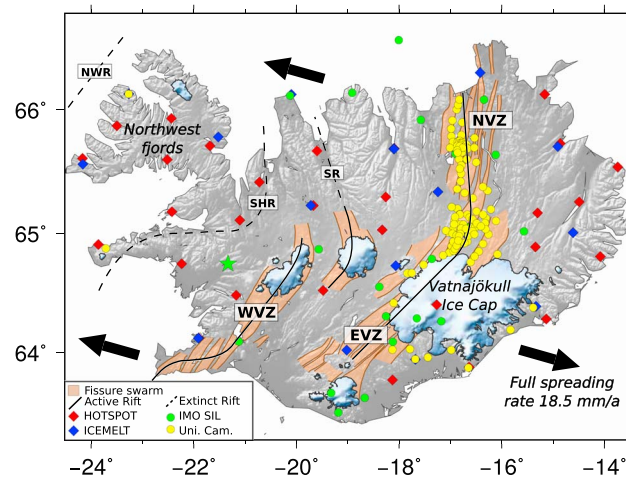 NWR
66°
Northwest
fjords
NVZ
SR
SHR
65°
Vatnajökull
Ice Cap
WVZ
EVZ
64°
Full spreading
rate 18.5 mm/a
Fissure swarm
Active Rift
Extinct Rift
HOTSPOT
IMO SIL
ICEMELT
Uni. Cam.
−24° −22° −20° −18° −16° −14°